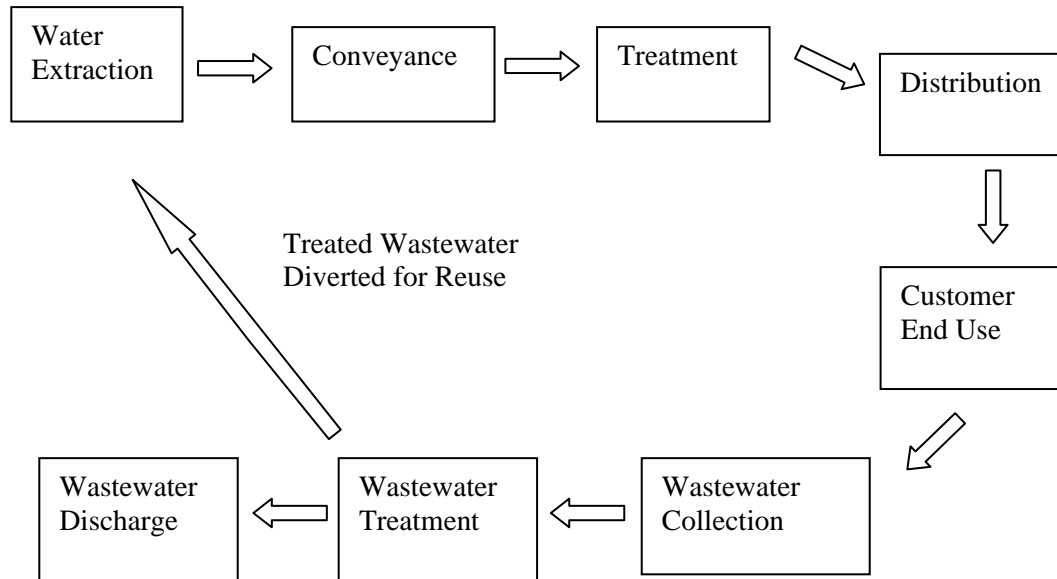 Water
Extraction
Conveyance
Treatment
Distribution
Treated Wastewater
Diverted for Reuse
Customer
End Use
Wastewater
Discharge
Wastewater
Treatment
Wastewater
Collection